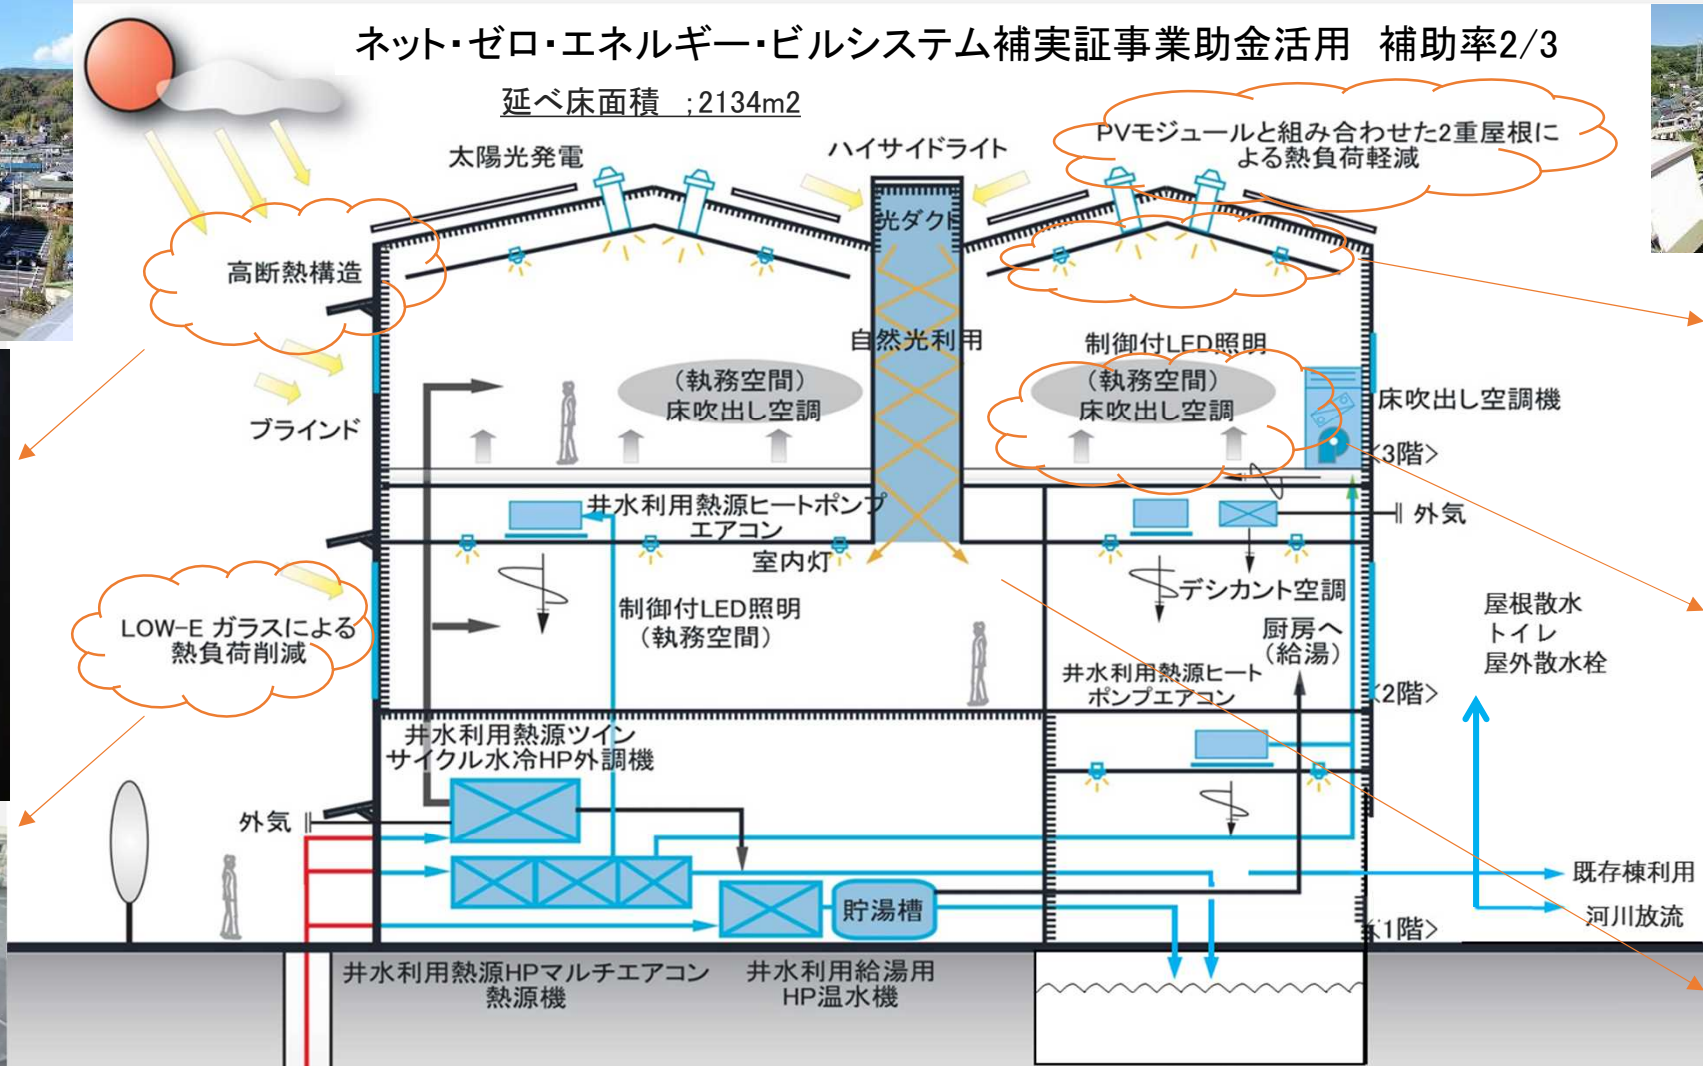 ネット・ゼロ・エネルギー・ビルシステム補実証事業助金活用　補助率2/3
延べ床面積　;2134m2
太陽光発電
ハイサイドライト
PVモジュールと組み合わせた2重屋根に
よる熱負荷軽減
光ダクト
高断熱構造
自然光利用
制御付LED照明
(執務空間)
床吹出し空調
(執務空間)
床吹出し空調
床吹出し空調機
ブラインド
<3階>
井水利用熱源ヒートポンプ
エアコン
外気
室内灯
デシカント空調
LOW-E ガラスによる
熱負荷削減
制御付LED照明
(執務空間)
厨房へ
(給湯)
屋根散水
トイレ
屋外散水栓
井水利用熱源ヒート
ポンプエアコン
<2階>
井水利用熱源ツイン
サイクル水冷HP外調機
外気
貯湯槽
既存棟利用
河川放流
<1階>
井水利用熱源HPマルチエアコン
熱源機
井水利用給湯用
HP温水機